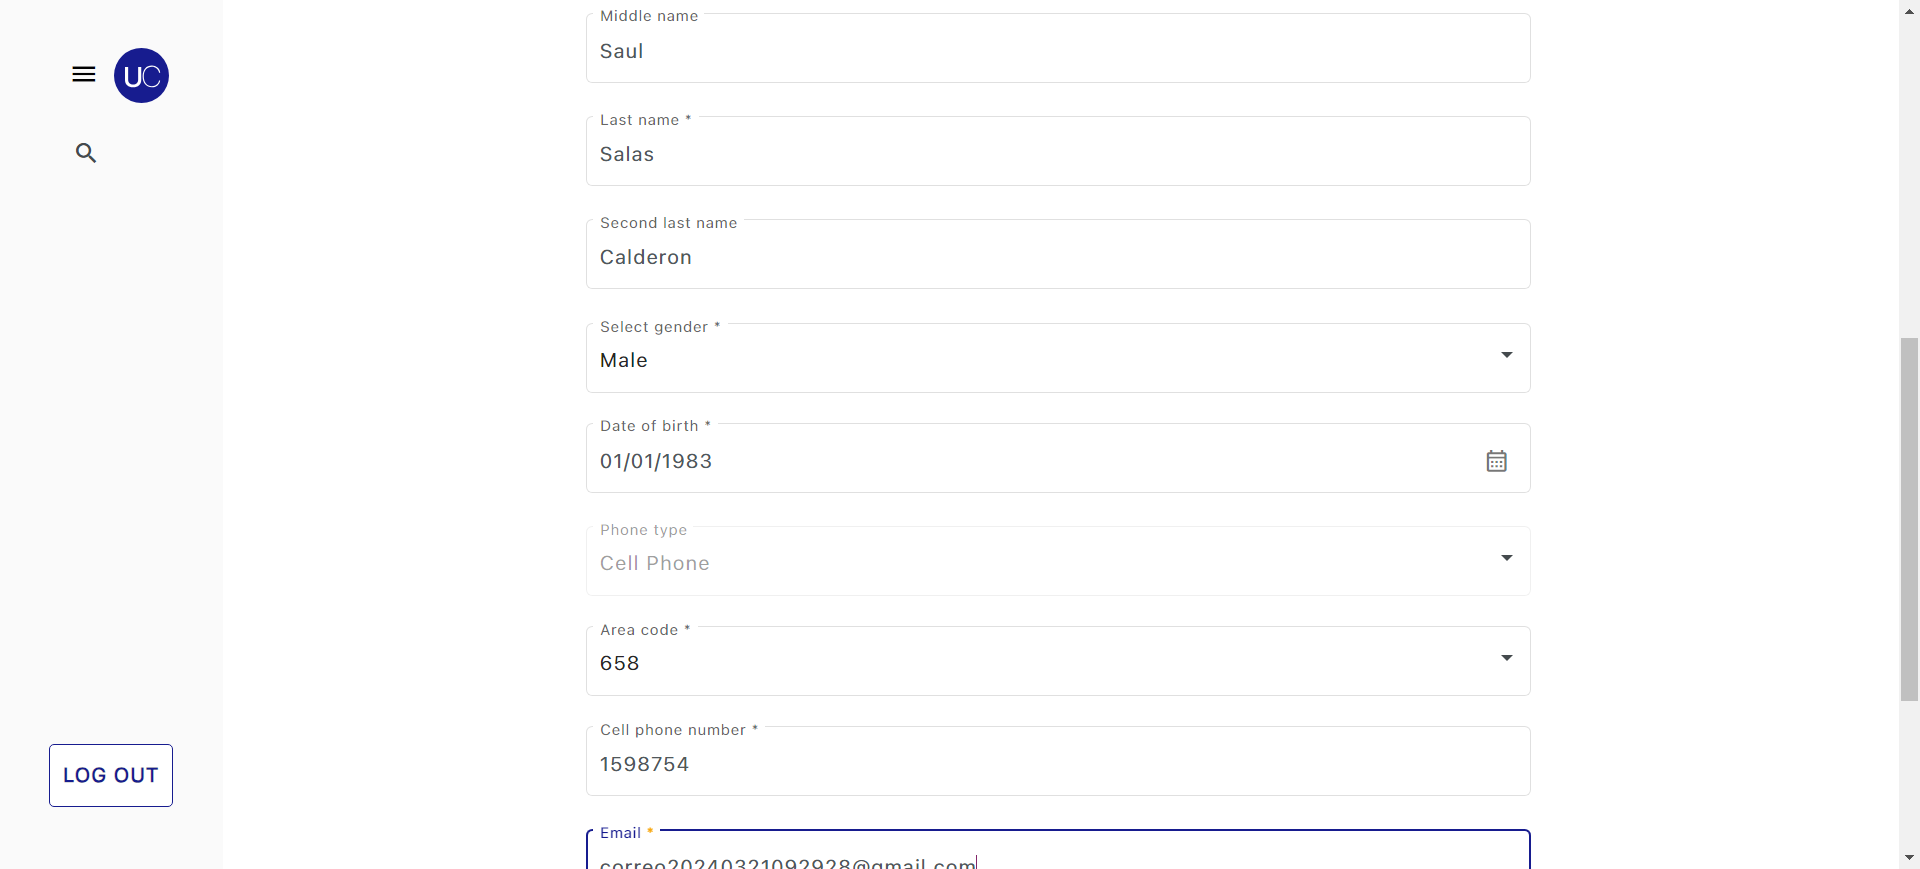 UC
Middle name
Saul
Last name *
Salas
Second last name
Calderon
Select gender *
Male
Date of birth *
01/01/1983
Phone type
Cell Phone
Area code *
658
Cell phone number *
1598754
LOG OUT
Email *
correo20240321092928@gmail.com